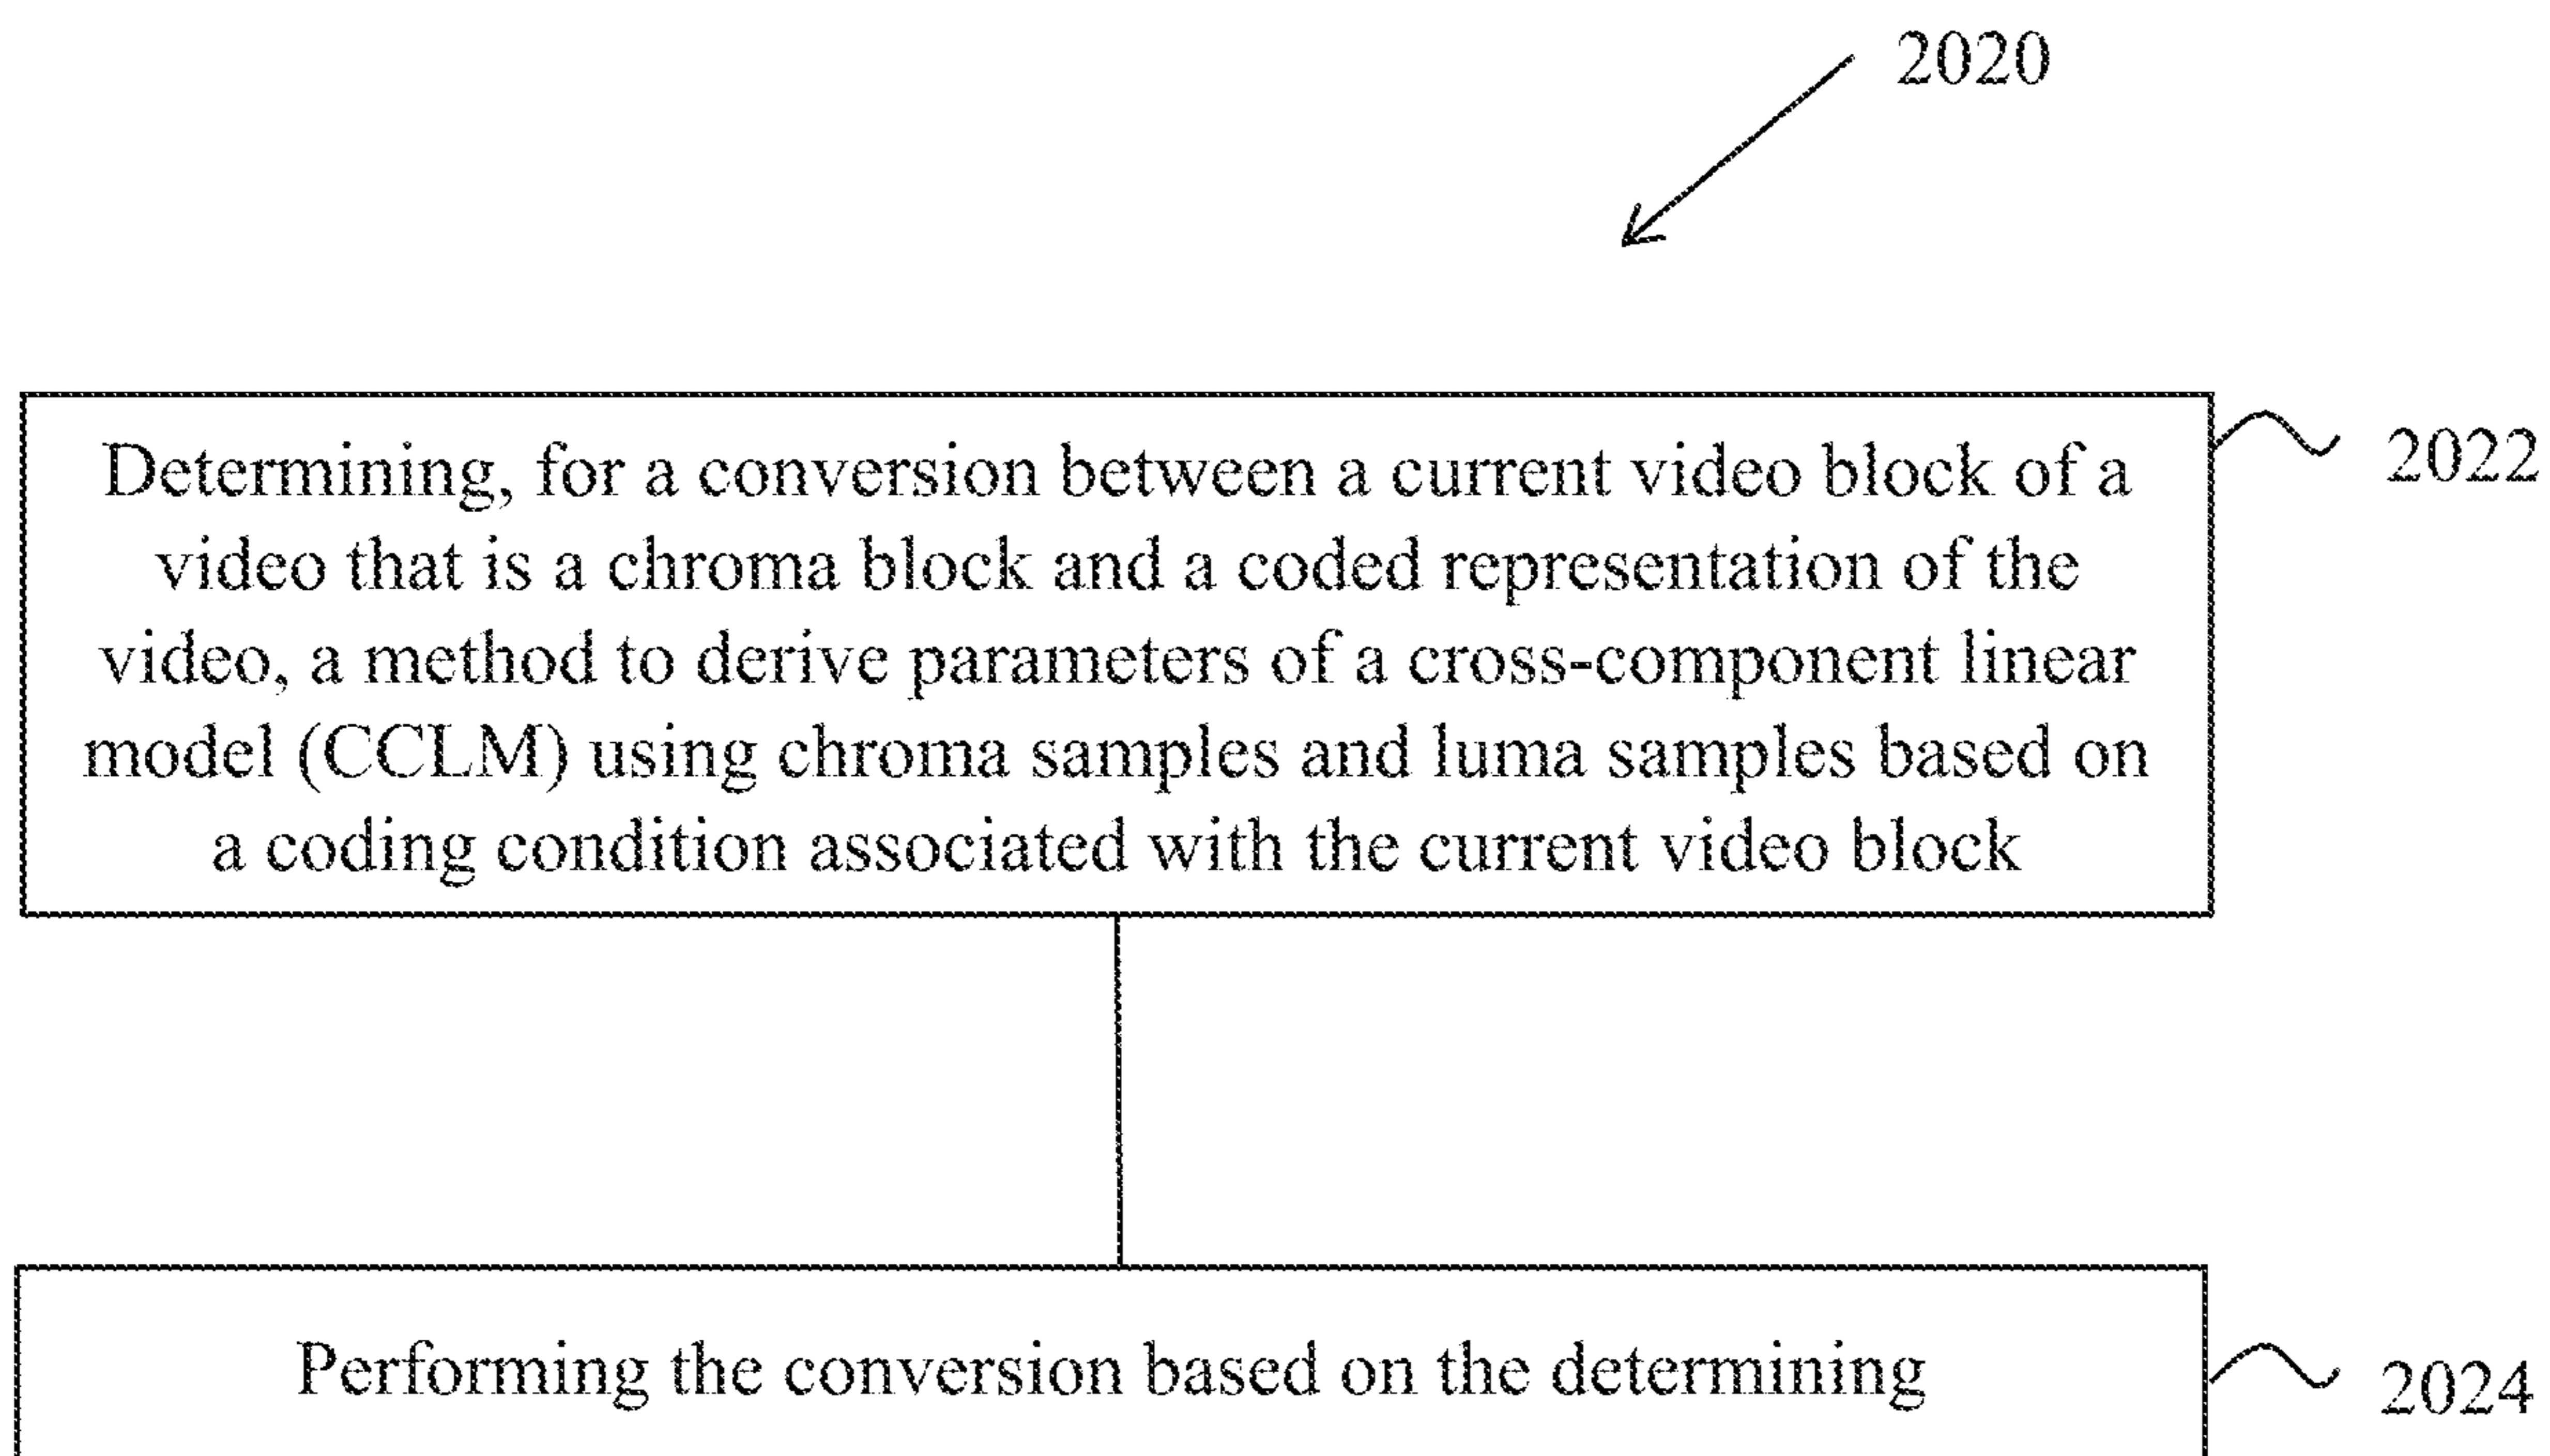 2020
Determining, for a conversion between a current video block of a
video that is a chroma block and a coded representation of the
video, a method to derive parameters of a cross-component linear
model (CCLM) using chroma samples and luma samples based on
a coding condition associated with the current video block
2022
Performing the conversion based on the determining
2024